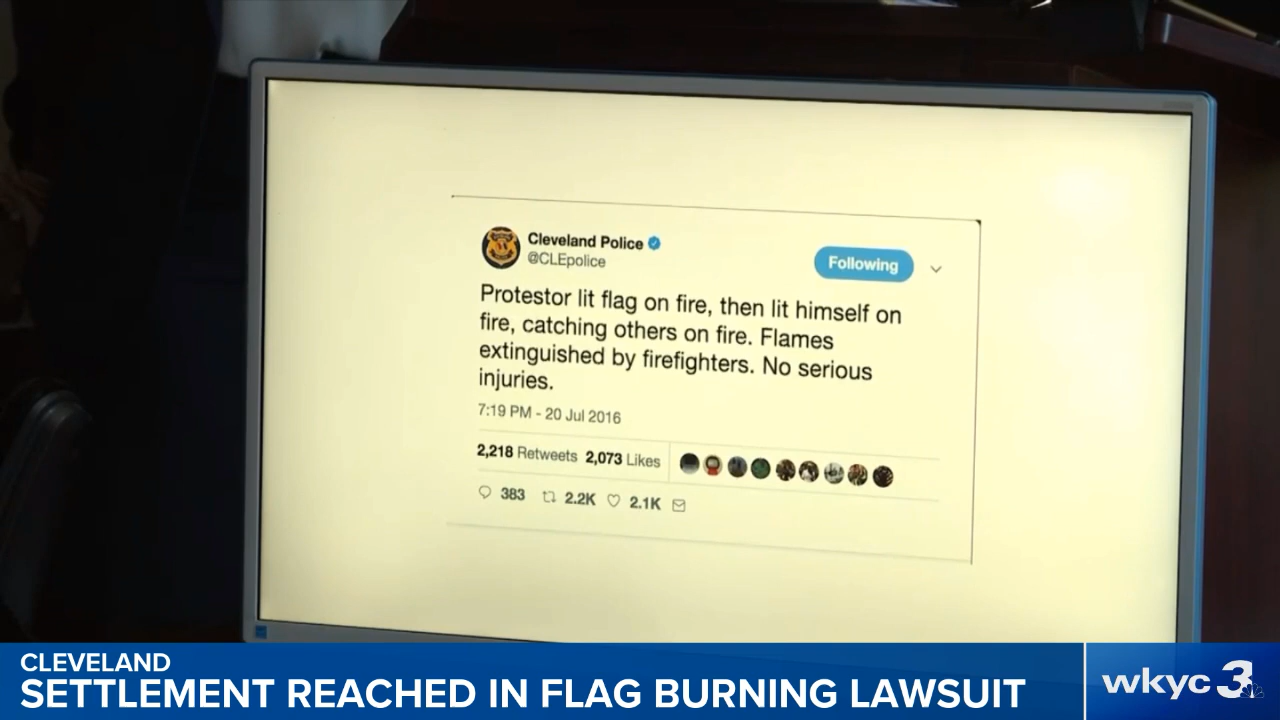 Cleveland Police
@CLEpolice
Following
Protestor lit flag on fire, then lit himself on
fire, catching others on fire. Flames
extinguished by firefighters. No serious
injuries.
7:19 PM - 20 Jul 2016
2,218 Retweets 2,073 Likes
383 2.2K 2.1K
CLEVELAND
SETTLEMENT REACHED IN FLAG BURNING LAWSUIT
wkyc 3